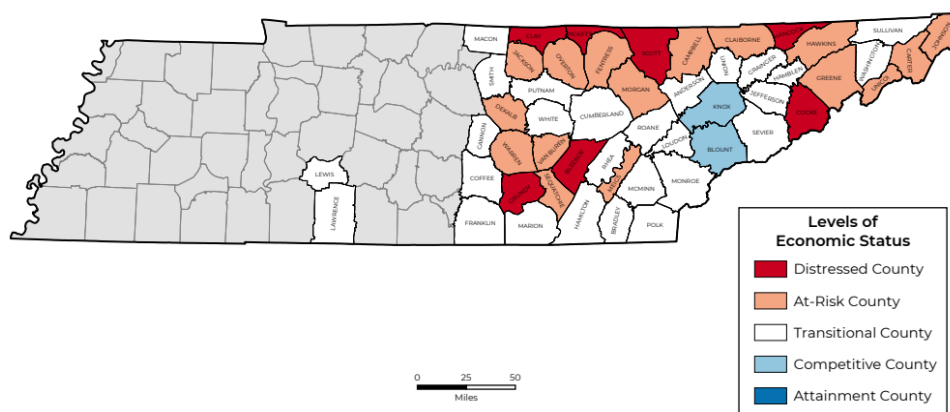 MACON
CLAY
PICKETT
SCOTT
CAMPBELL
CLAIBORNE
HANCOCK
HAWKINS
SULLIVAN
JOHNSON
JACKSON
OVERTON
FENTRESS
UNION
GRAINGER
HAMBLEN
WASHINGTON
CARTER
UNICOI
GREENE
SMITH
PUTNAM
MORGAN
ANDERSON
KNOX
JEFFERSON
COCKE
DEKALB
WHITE
CUMBERLAND
ROANE
LOUDON
BLOUNT
SEVIER
CANNON
WARREN
VAN BUREN
BLEDSOE
RHEA
MEIGS
MCMINN
MONROE
LEWIS
COFFEE
GRUNDY
SEQUATCHIE
HAMILTON
BRADLEY
POLK
LAWRENCE
FRANKLIN
MARION
Levels of
Economic Status
Distressed County
At-Risk County
Transitional County
Competitive County
Attainment County
0 25 50
Miles